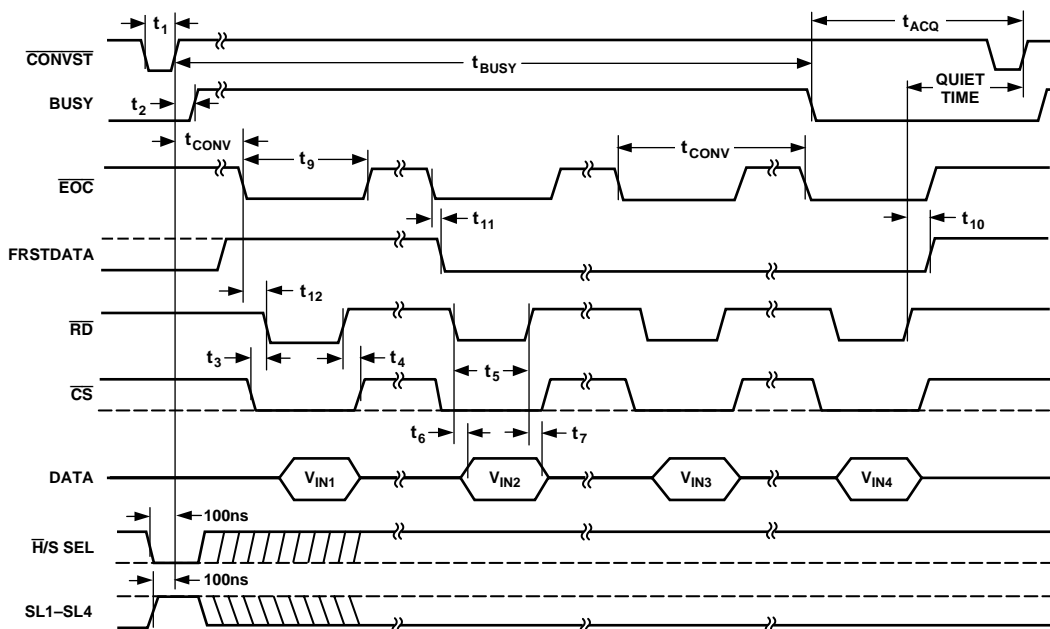 t1
tACQ
CONVST
tBUSY
QUIET
TIME
BUSY
t2
tCONV
t9
tCONV
EOC
t11
t10
FRSTDATA
t12
RD
t3
t4
t5
CS
t6
t7
DATA
VIN1
VIN2
VIN3
VIN4
100ns
H/S SEL
100ns
SL1–SL4